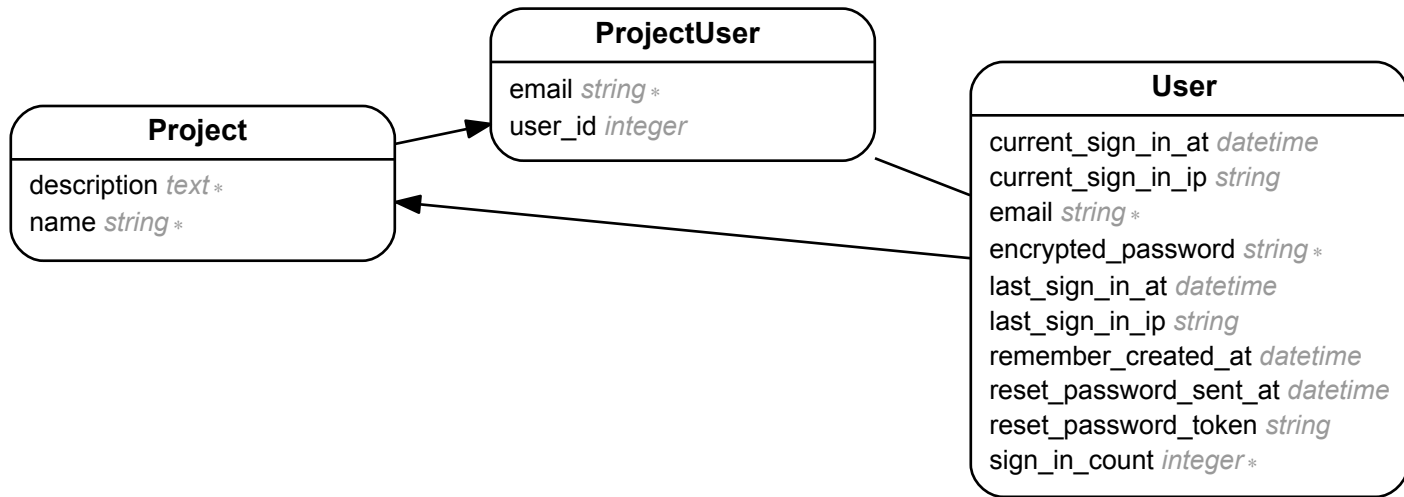 Project
description text *
name string *
ProjectUser
email string *
user_id integer
User
current_sign_in_at datetime
current_sign_in_ip string
email string *
encrypted_password string *
last_sign_in_at datetime
last_sign_in_ip string
remember_created_at datetime
reset_password_sent_at datetime
reset_password_token string
sign_in_count integer *